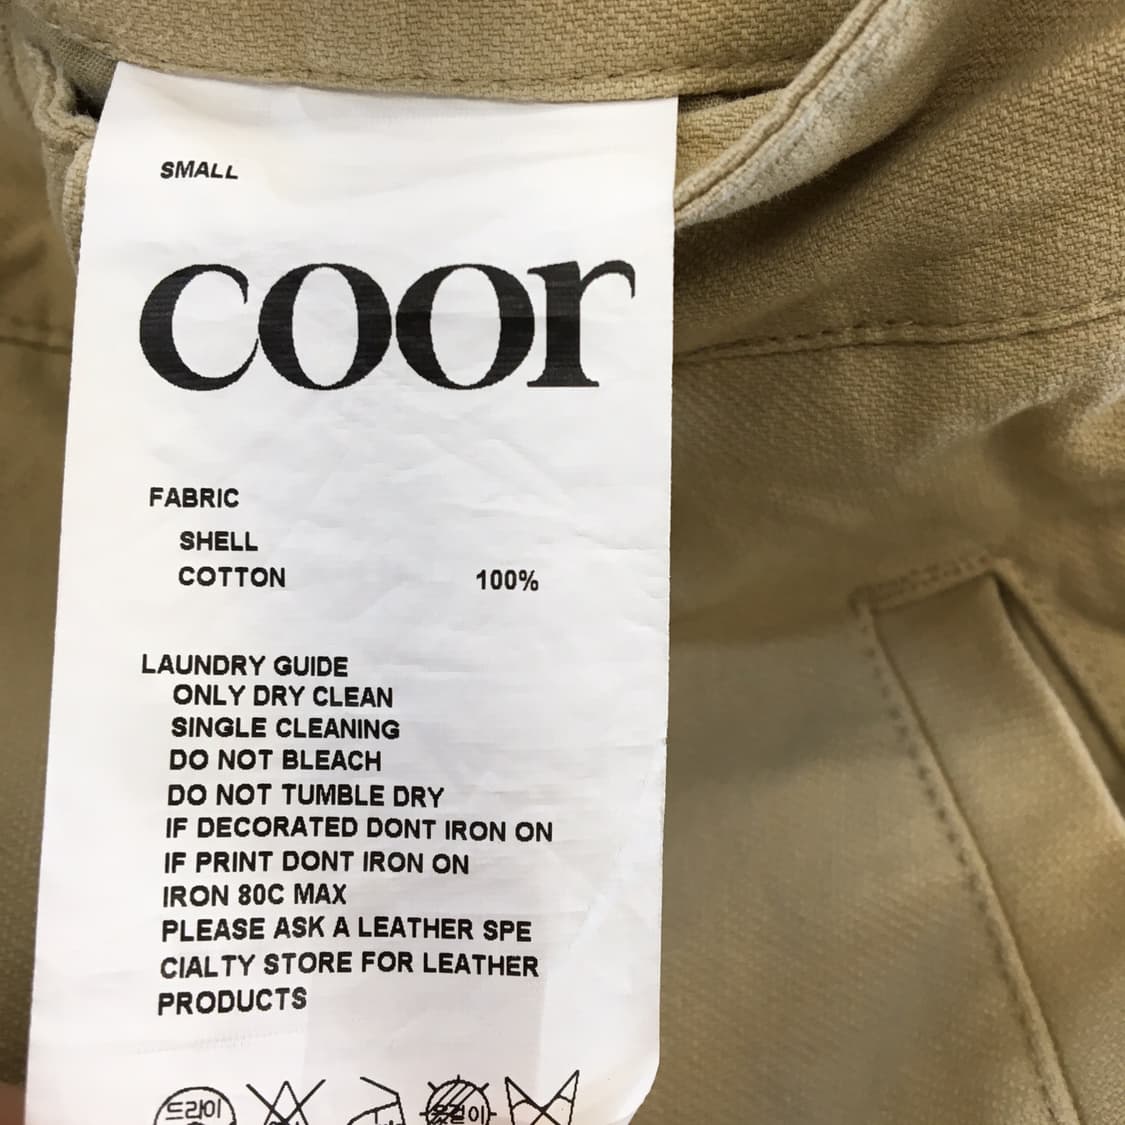 SMALL
coor
FABRIC
SHELL
COTTON 100%
LAUNDRY GUIDE
ONLY DRY CLEAN
SINGLE CLEANING
DO NOT BLEACH
DO NOT TUMBLE DRY
IF DECORATED DONT IRON ON
IF PRINT DONT IRON ON
IRON 80C MAX
PLEASE ASK A LEATHER SPE
CIALTY STORE FOR LEATHER
PRODUCTS
드라이